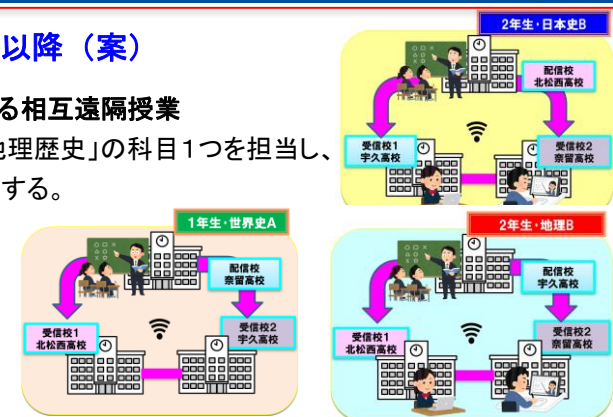 以降（案）
る相互遠隔授業
地理歴史」の科目1つを担当し、
する。
2年生・日本史B
配信校
北松西高校
受信校1
宇久高校
受信校2
奈留高校
1年生・世界史A
配信校
奈留高校
受信校1
北松西高校
受信校2
宇久高校
2年生・地理B
配信校
宇久高校
受信校1
北松西高校
受信校2
奈留高校